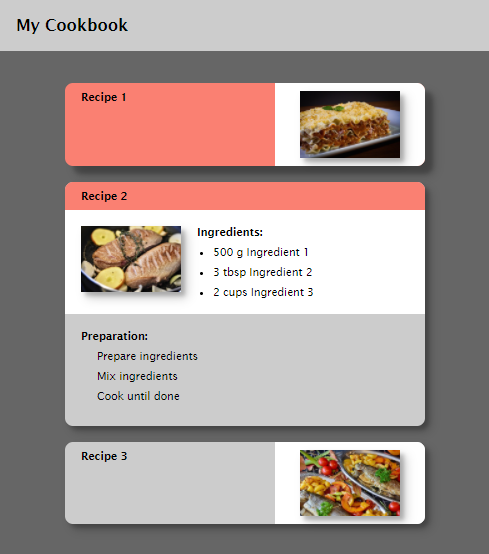 My Cookbook
Recipe 1
Recipe 2
Ingredients:
500 g Ingredient 1
3 tbsp Ingredient 2
2 cups Ingredient 3
Preparation:
Prepare ingredients
Mix ingredients
Cook until done
Recipe 3